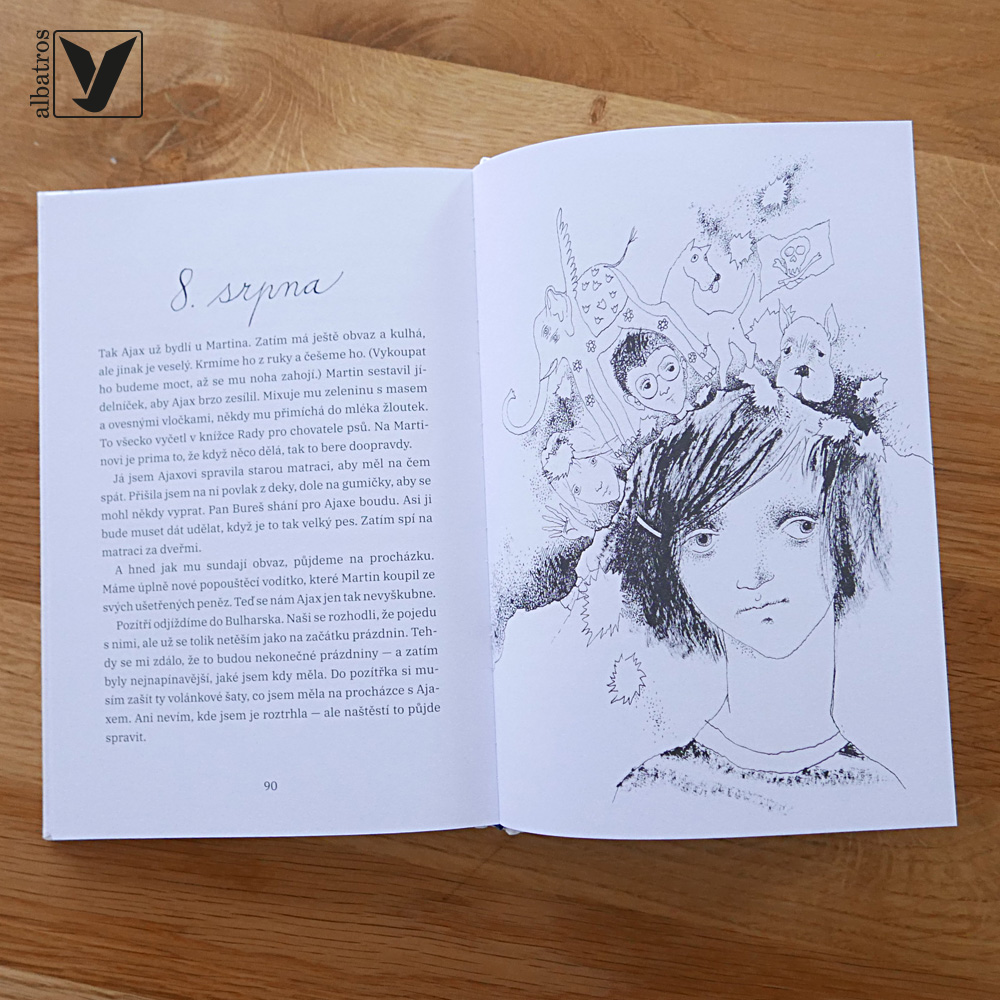 albatros
8. srpna
Tak Ajax už bydlí u Martina. Zatím má ještě obvaz a kulhá,
ale jinak je veselý. Krmíme ho z ruky a češeme ho. (Vykoupat
ho budeme moct, až se mu noha zahojí.) Martin sestavil jí-
delníček, aby Ajax brzo zesílil. Mixuje mu zeleninu s masem
a ovesnými vločkami, někdy mu přimíchá do mléka žloutek.
To všecko vyčetl v knížce Rady pro chovatele psů. Na Marti-
novi je prima to, že když něco dělá, tak to bere doopravdy.
Já jsem Ajaxovi spravila starou matraci, aby měl na čem
spát. Přišila jsem na ni povlak z deky, dole na gumičky, aby se
mohl někdy vyprat. Pan Bureš shání pro Ajaxe boudu. Asi ji
bude muset dát udělat, když je to tak velký pes. Zatím spí na
matraci za dveřmi.
A hned jak mu sundají obvaz, půjdeme na procházku.
Máme úplně nové popouštěcí vodítko, které Martin koupil ze
svých ušetřených peněz. Teď se nám Ajax jen tak nevyškubne.
Pozítří odjíždíme do Bulharska. Naši se rozhodli, že pojedu
s nimi, ale už se tolik netěším jako na začátku prázdnin. Teh-
dy se mi zdálo, že to budou nekonečné prázdniny — a zatím
byly nejnapínavější, jaké jsem kdy měla. Do pozítřka si mu-
sím zašít ty volánkové šaty, co jsem měla na procházce s Aja-
xem. Ani nevím, kde jsem je roztrhla — ale naštěstí to půjde
spravit.
90